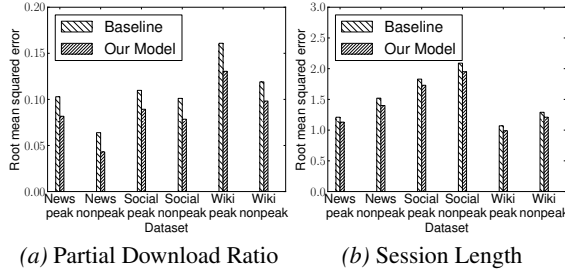 Root mean squared error
0.20
0.15
0.10
0.05
0.00
Baseline
Our Model
News peak
News nonpeak
Social peak
Social nonpeak
Wiki peak
Wiki nonpeak
Dataset
(a) Partial Download Ratio
Root mean squared error
3.0
2.5
2.0
1.5
1.0
0.5
0.0
Baseline
Our Model
News peak
News nonpeak
Social peak
Social nonpeak
Wiki peak
Wiki nonpeak
Dataset
(b) Session Length